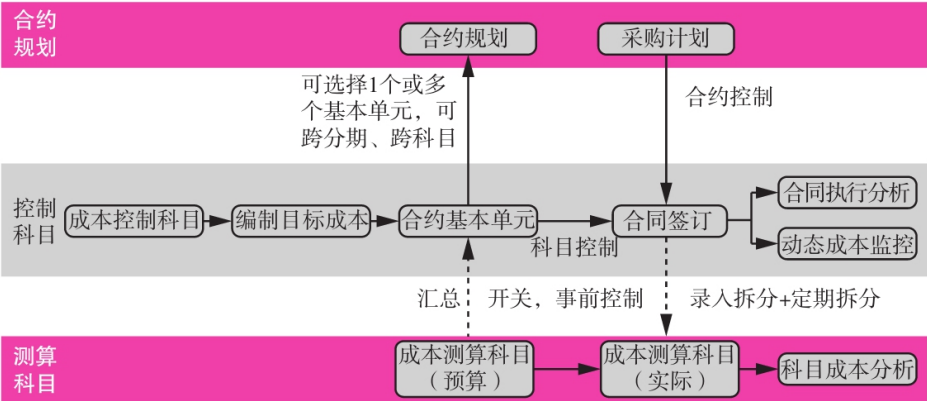 合约
规划
合约规划
采购计划
可选择1个或多
个基本单元，可
跨分期、跨科目
合约控制
控制
科目
成本控制科目
编制目标成本
合约基本单元
科目控制
合同签订
合同执行分析
动态成本监控
汇总
开关，事前控制
录入拆分+定期拆分
测算
科目
成本测算科目
（预算）
成本测算科目
（实际）
科目成本分析